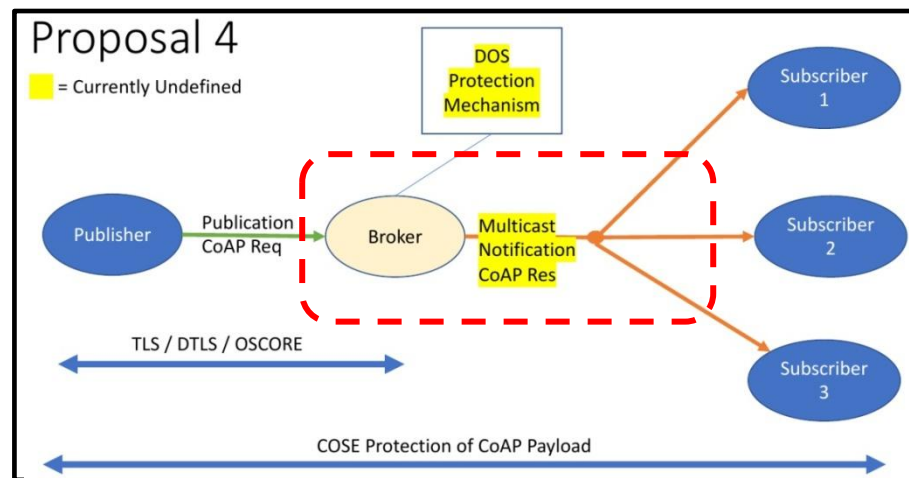 Proposal 4
= Currently Undefined
DOS
Protection
Mechanism
Subscriber
1
Publisher
Publication
CoAP Req
Broker
Multicast
Notification
CoAP Res
Subscriber
2
TLS / DTLS / OSCORE
Subscriber
3
COSE Protection of CoAP Payload